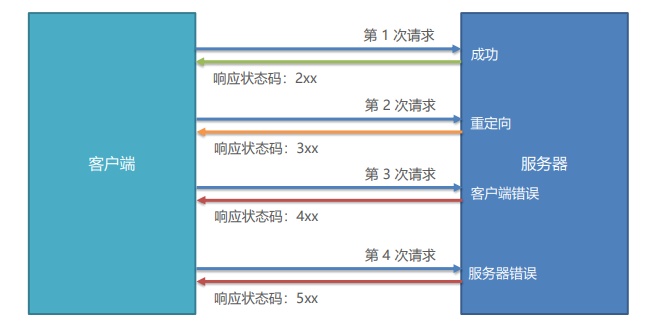 第 1 次请求
成功
响应状态码：2xx
第 2 次请求
重定向
响应状态码：3xx
客户端
服务器
第 3 次请求
客户端错误
响应状态码：4xx
第 4 次请求
服务器错误
响应状态码：5xx